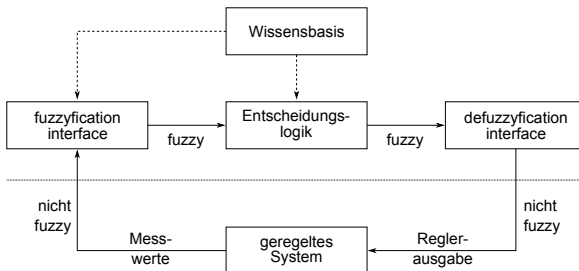 Wissensbasis
fuzzyfication
interface
fuzzy
Entscheidungs-
logik
fuzzy
defuzzyfication
interface
nicht
fuzzy
Mess-
werte
geregeltes
System
Regler-
ausgabe
nicht
fuzzy